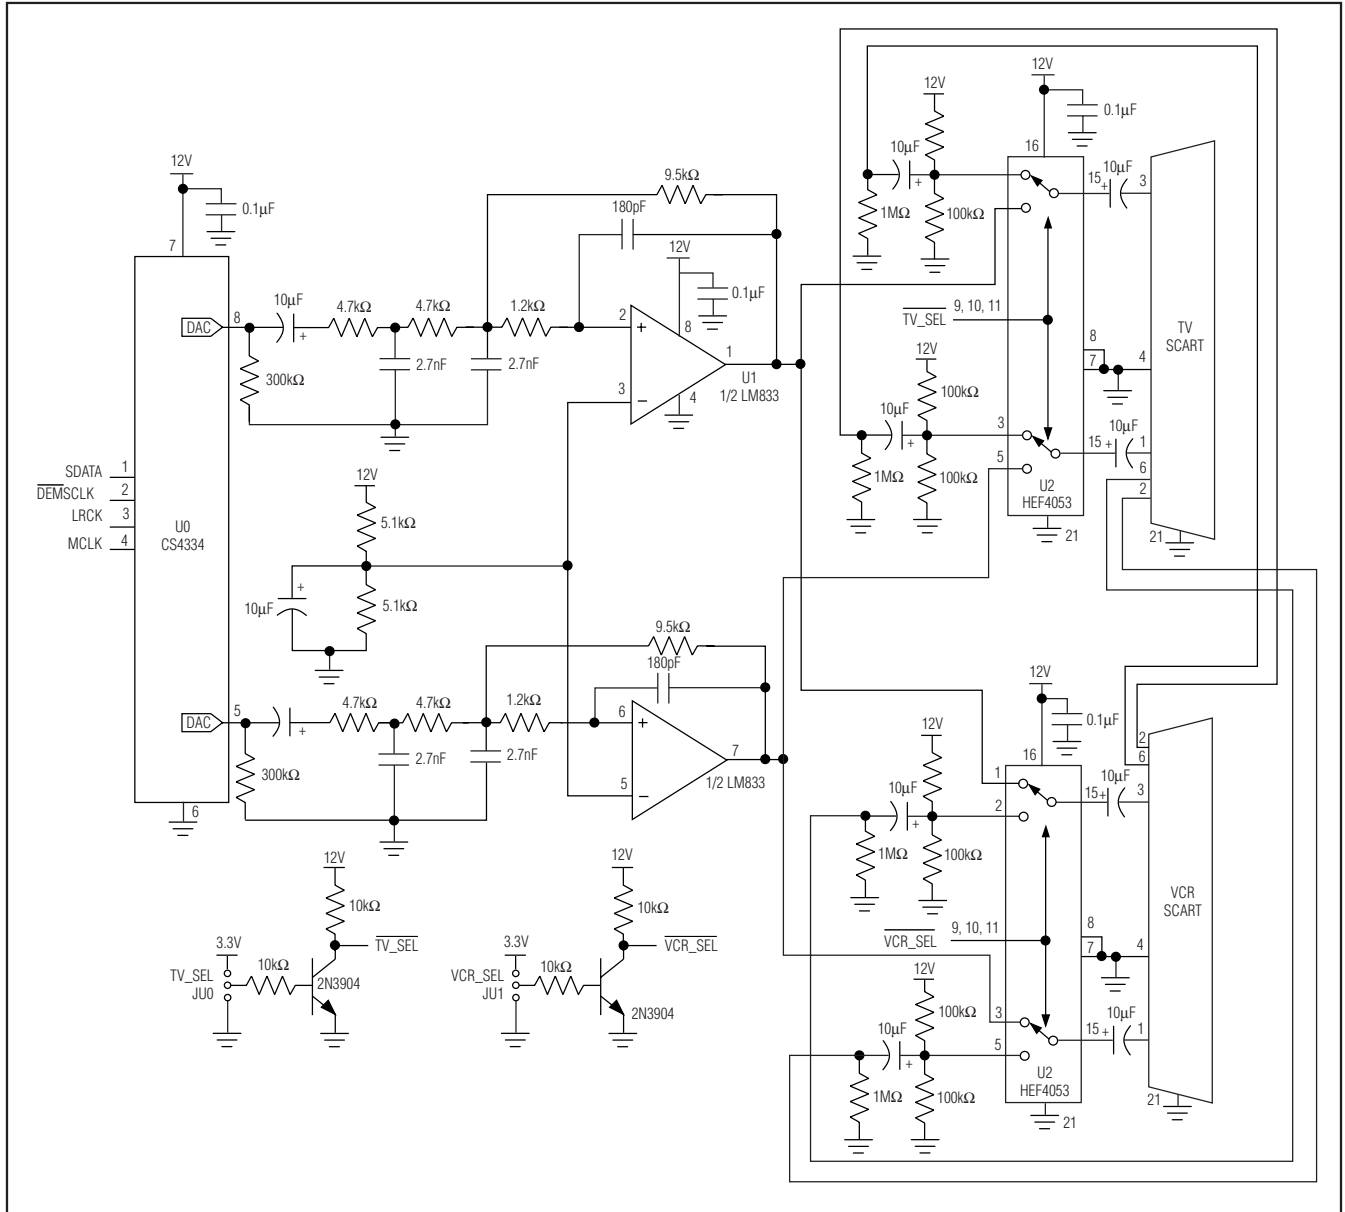 12V
0.1µF
7
DAC
8
10µF
4.7kΩ
4.7kΩ
1.2kΩ
9.5kΩ
180pF
12V
0.1µF
300kΩ
2.7nF
2.7nF
2
+
3
−
8
4
1
U1
1/2 LM833
SDATA 1
DEMSCLK 2
LRCK 3
MCLK 4
U0
CS4334
12V
5.1kΩ
5.1kΩ
+
10µF
DAC
5
+
4.7kΩ
4.7kΩ
1.2kΩ
9.5kΩ
180pF
300kΩ
2.7nF
2.7nF
6
+
5
−
7
1/2 LM833
6
12V
10kΩ
TV_SEL
3.3V
TV_SEL
JU0
10kΩ
2N3904
12V
10kΩ
VCR_SEL
3.3V
VCR_SEL
JU1
10kΩ
2N3904
12V
0.1µF
16
12V
10µF
+
1MΩ
100kΩ
15
+
10µF
3
TV_SEL
9, 10, 11
8
7
4
TV
SCART
12V
100kΩ
10µF
+
1MΩ
100kΩ
3
5
15
+
10µF
1
6
2
U2
HEF4053
21
21
12V
0.1µF
16
12V
10µF
+
1MΩ
100kΩ
1
2
15
+
10µF
2
6
3
VCR_SEL
9, 10, 11
8
7
4
VCR
SCART
12V
100kΩ
10µF
+
1MΩ
100kΩ
3
5
15
+
10µF
1
U2
HEF4053
21
21